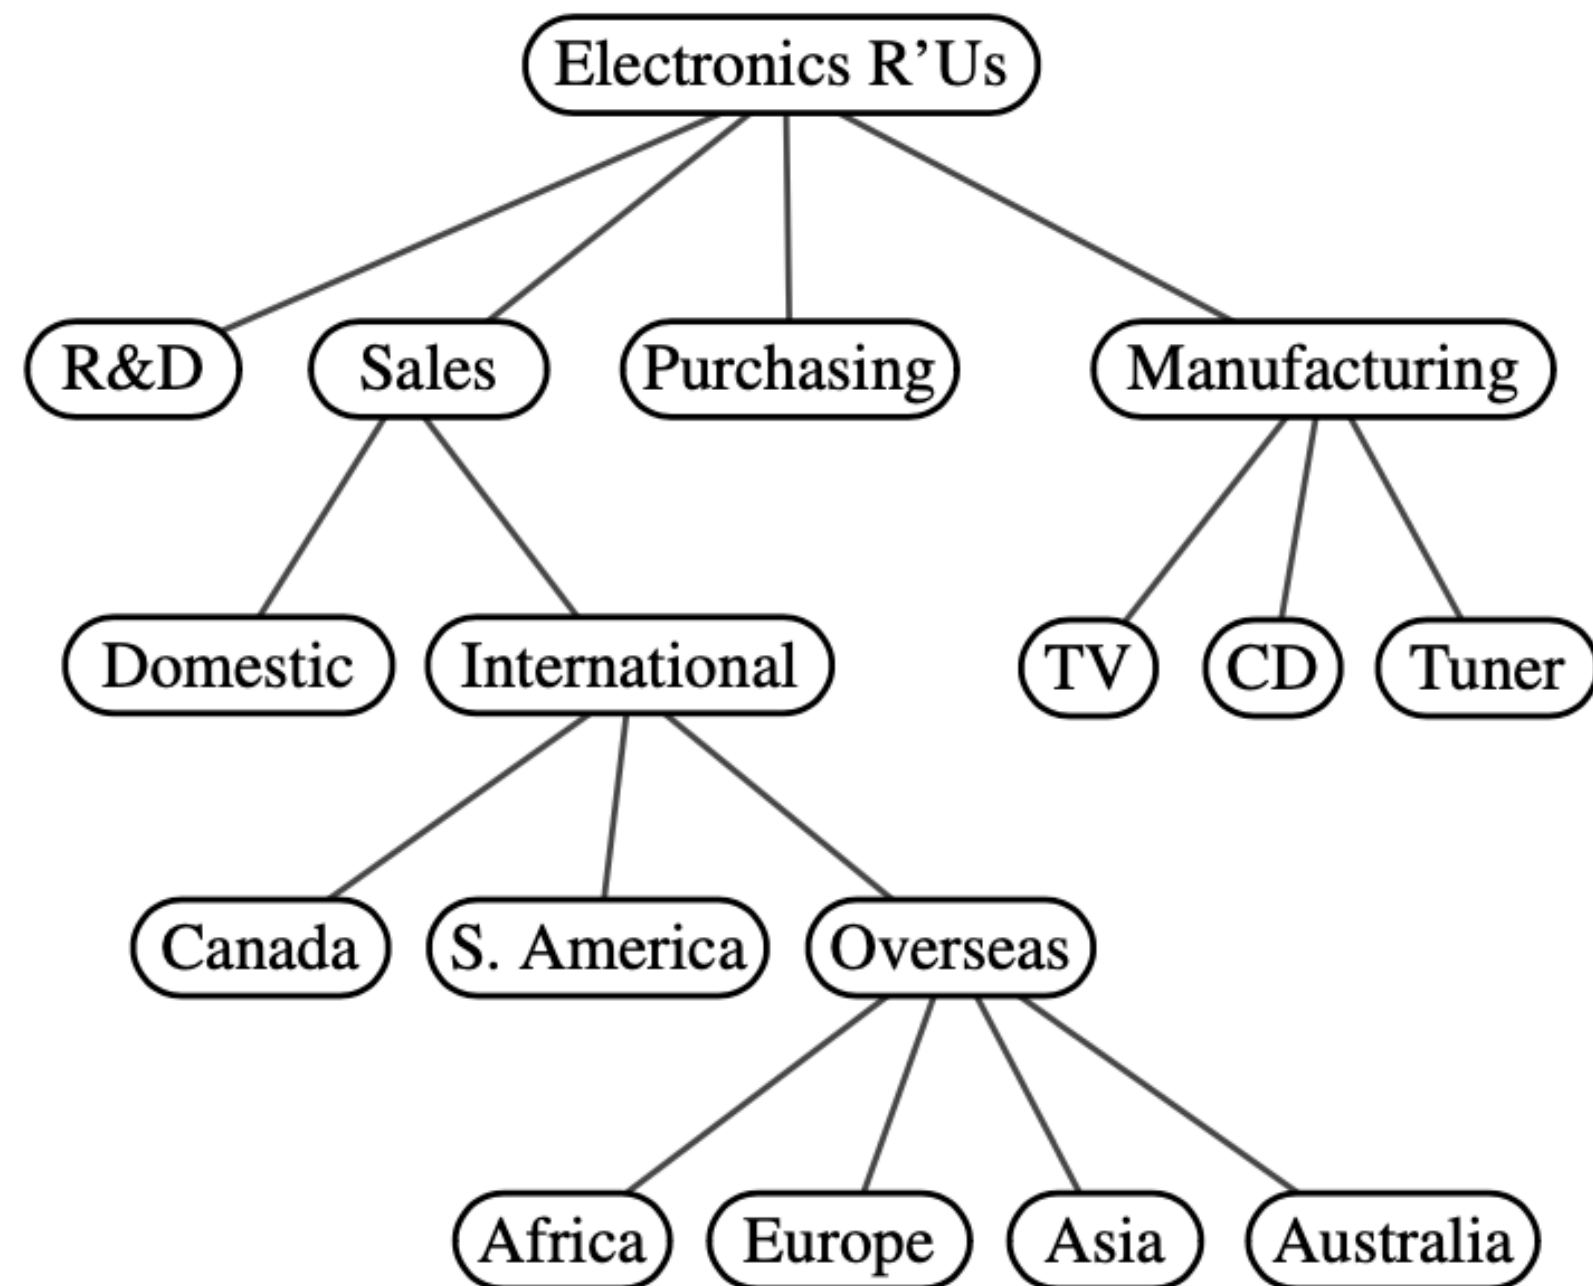 Electronics R’Us
R&D
Sales
Purchasing
Manufacturing
Domestic
International
TV
CD
Tuner
Canada
S. America
Overseas
Africa
Europe
Asia
Australia